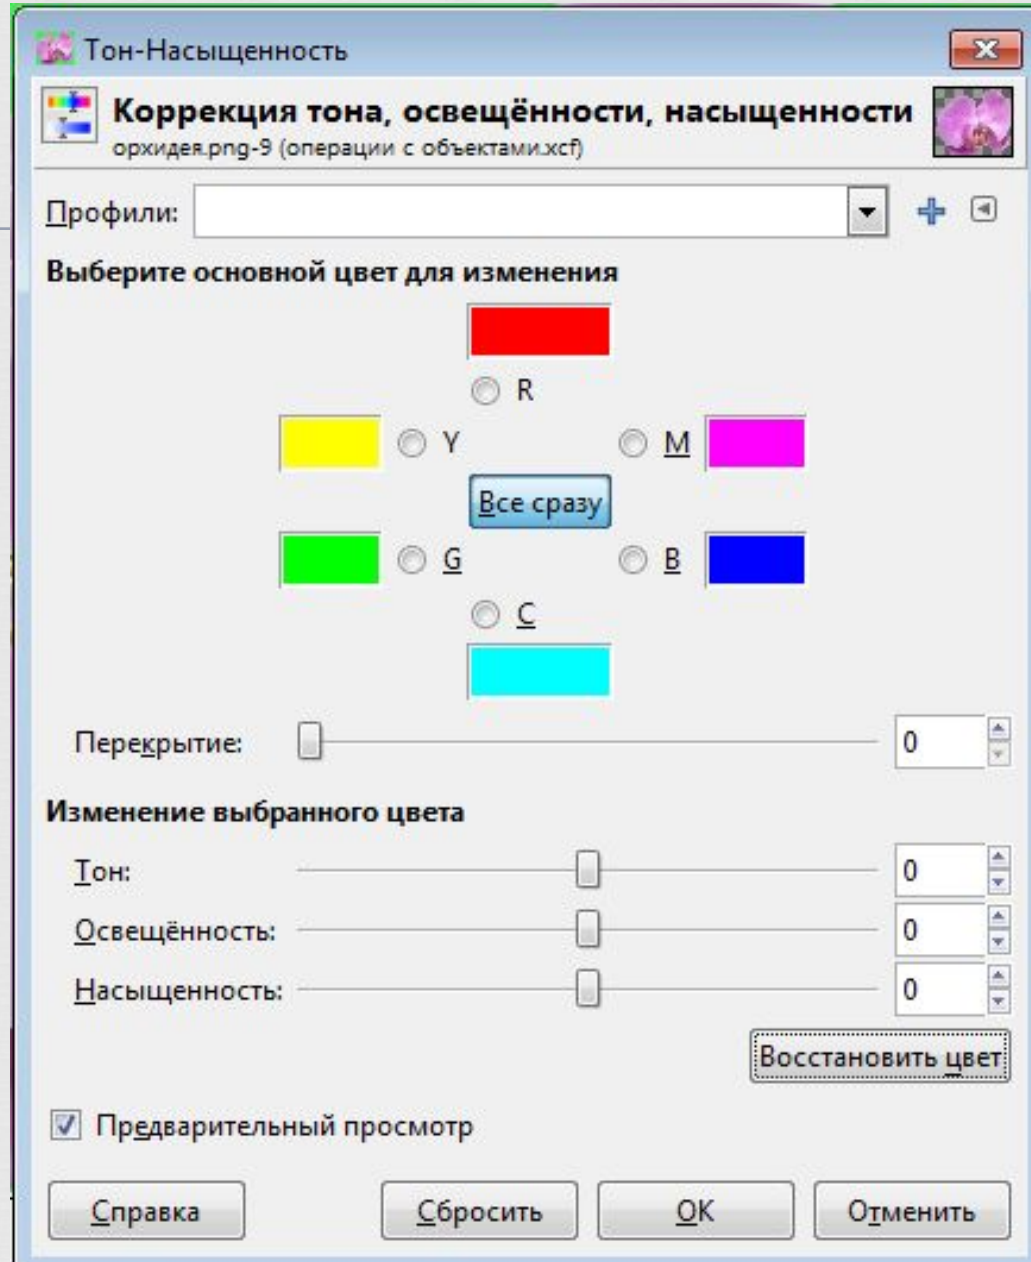 Тон-Насыщенность
Коррекция тона, освещённости, насыщенности
орхидея.png-9 (операции с объектами.xcf)
Профили:
Выберите основной цвет для изменения
R
Y M
Все сразу
G B
C
Перекрытие: 0
Изменение выбранного цвета
Тон: 0
Освещённость: 0
Насыщенность: 0
Восстановить цвет
Предварительный просмотр
Справка Сбросить OK Отменить